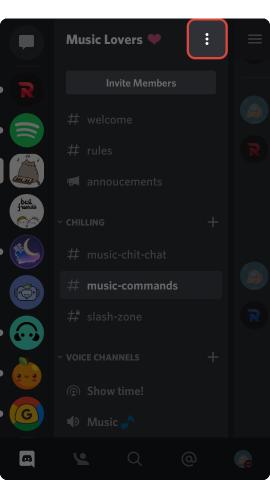 Music Lovers ❤
Invite Members
welcome
rules
annoucements
CHILLING
music-chit-chat
music-commands
slash-zone
VOICE CHANNELS
Show time!
Music 🎵